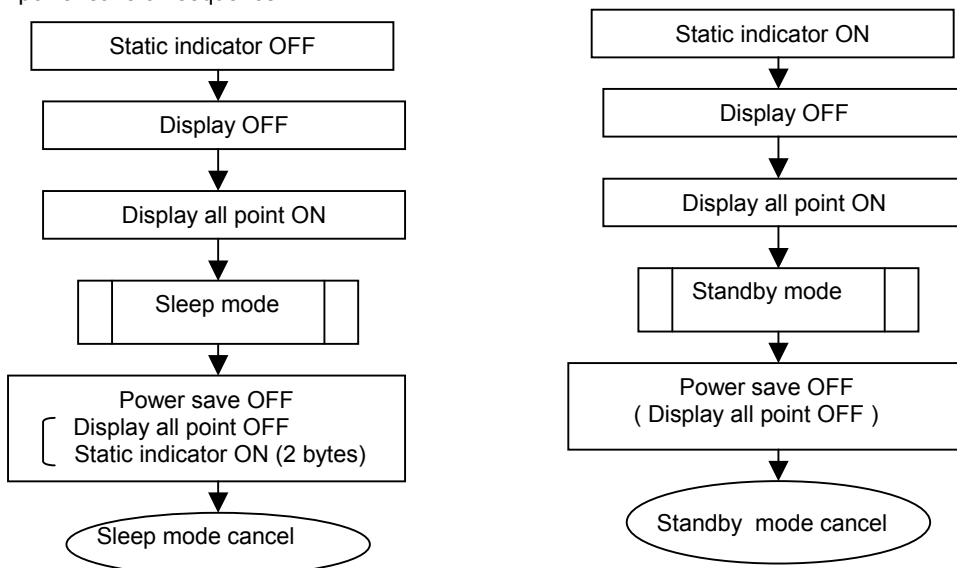 Static indicator OFF
Display OFF
Display all point ON
Sleep mode
Power save OFF
Display all point OFF
Static indicator ON (2 bytes)
Sleep mode cancel
Static indicator ON
Display OFF
Display all point ON
Standby mode
Power save OFF
( Display all point OFF )
Standby mode cancel